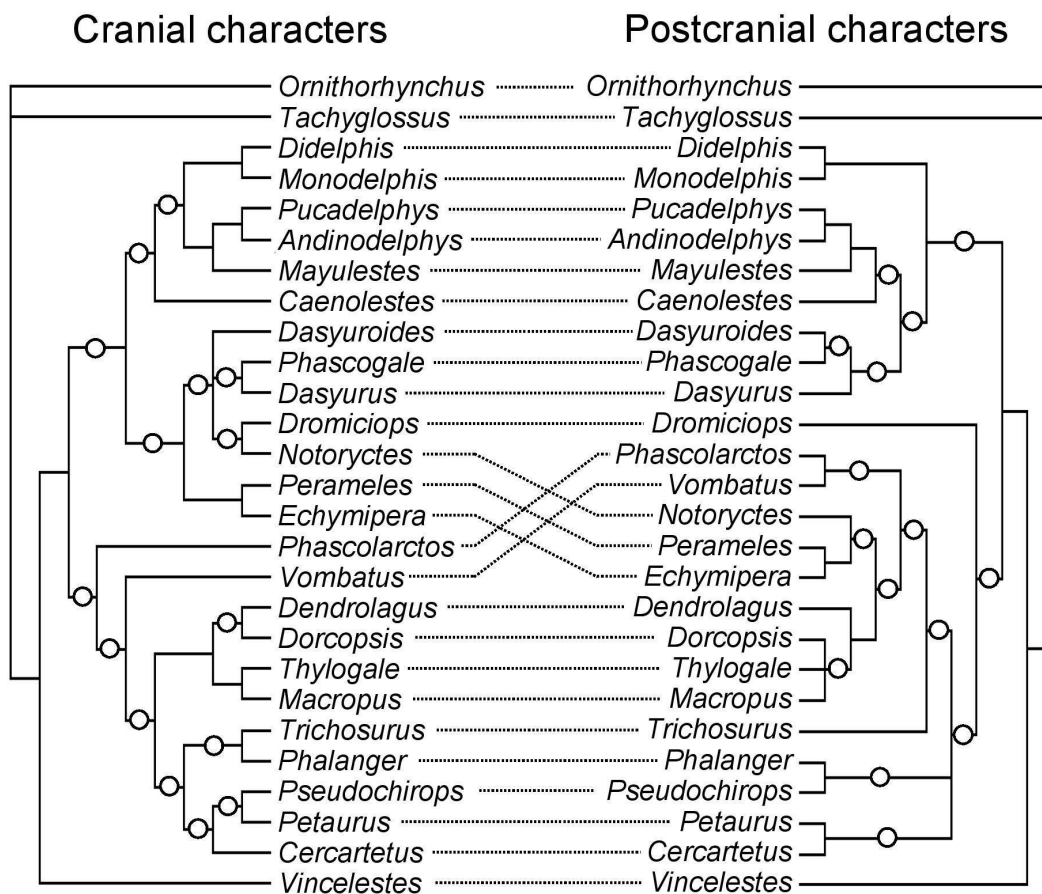 Cranial characters Postcranial characters
Ornithorhynchus Ornithorhynchus
Tachyglossus Tachyglossus
Didelphis Didelphis
Monodelphis Monodelphis
Pucadelphys Pucadelphys
Andinodelphys Andinodelphys
Mayulestes Mayulestes
Caenolestes Caenolestes
Dasyuroides Dasyuroides
Phascogale Phascogale
Dasyurus Dasyurus
Dromiciops Dromiciops
Notoryctes Phascolarctos
Perameles Vombatus
Echymipera Notoryctes
Phascolarctos Perameles
Vombatus Echymipera
Dendrolagus Dendrolagus
Dorcopsis Dorcopsis
Thylogale Thylogale
Macropus Macropus
Trichosurus Trichosurus
Phalanger Phalanger
Pseudochirops Pseudochirops
Petaurus Petaurus
Cercartetus Cercartetus
Vincelestes Vincelestes